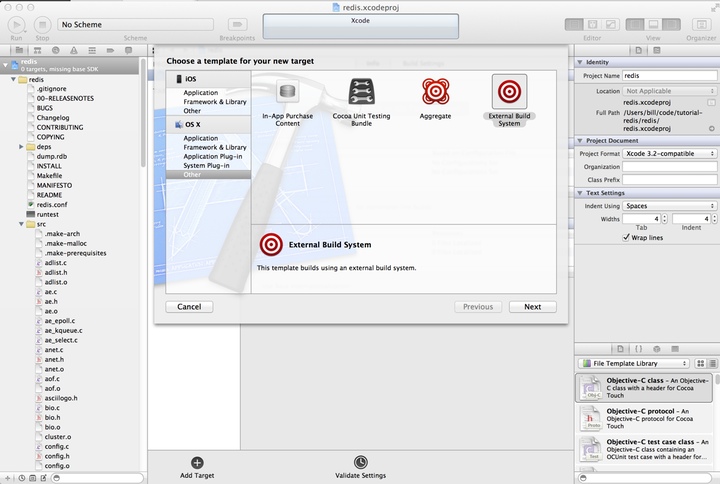 redis.xcodeproj
Run
Stop
No Scheme
Scheme
Breakpoints
Xcode
Editor
View
Organizer
redis
0 targets, missing base SDK
redis
.gitignore
00-RELEASENOTES
BUGS
Changelog
CONTRIBUTING
COPYING
deps
dump.rdb
INSTALL
Makefile
MANIFESTO
README
redis.conf
runtest
src
.make-arch
.make-malloc
.make-prerequisites
adlist.c
adlist.h
adlist.o
ae.c
ae.h
ae.o
ae_epoll.c
ae_kqueue.c
ae_select.c
anet.c
anet.h
anet.o
aof.c
aof.o
asciilogo.h
bio.c
bio.h
bio.o
cluster.o
config.c
config.h
config.o
Choose a template for your new target
iOS
Application
Framework & Library
Other
OS X
Application
Framework & Library
Application Plug-in
System Plug-in
Other
In-App Purchase
Content
Cocoa Unit Testing
Bundle
Aggregate
External Build
System
External Build System
This template builds using an external build system.
Cancel
Previous
Next
Add Target
Validate Settings
Identity
Project Name redis
Location Not Applicable
redis.xcodeproj
Full Path /Users/bill/code/tutorial-
redis/redis/
redis.xcodeproj
Project Document
Project Format Xcode 3.2-compatible
Organization
Class Prefix
Text Settings
Indent Using Spaces
Widths 4 4
Tab Indent
Wrap lines
File Template Library
Objective-C class - An Objective-
C class with a header for Cocoa
Touch
Objective-C protocol - An
Objective-C protocol for Cocoa
Touch
Objective-C test case class - An
Objective-C class containing an
OCUnit test case with a header for...